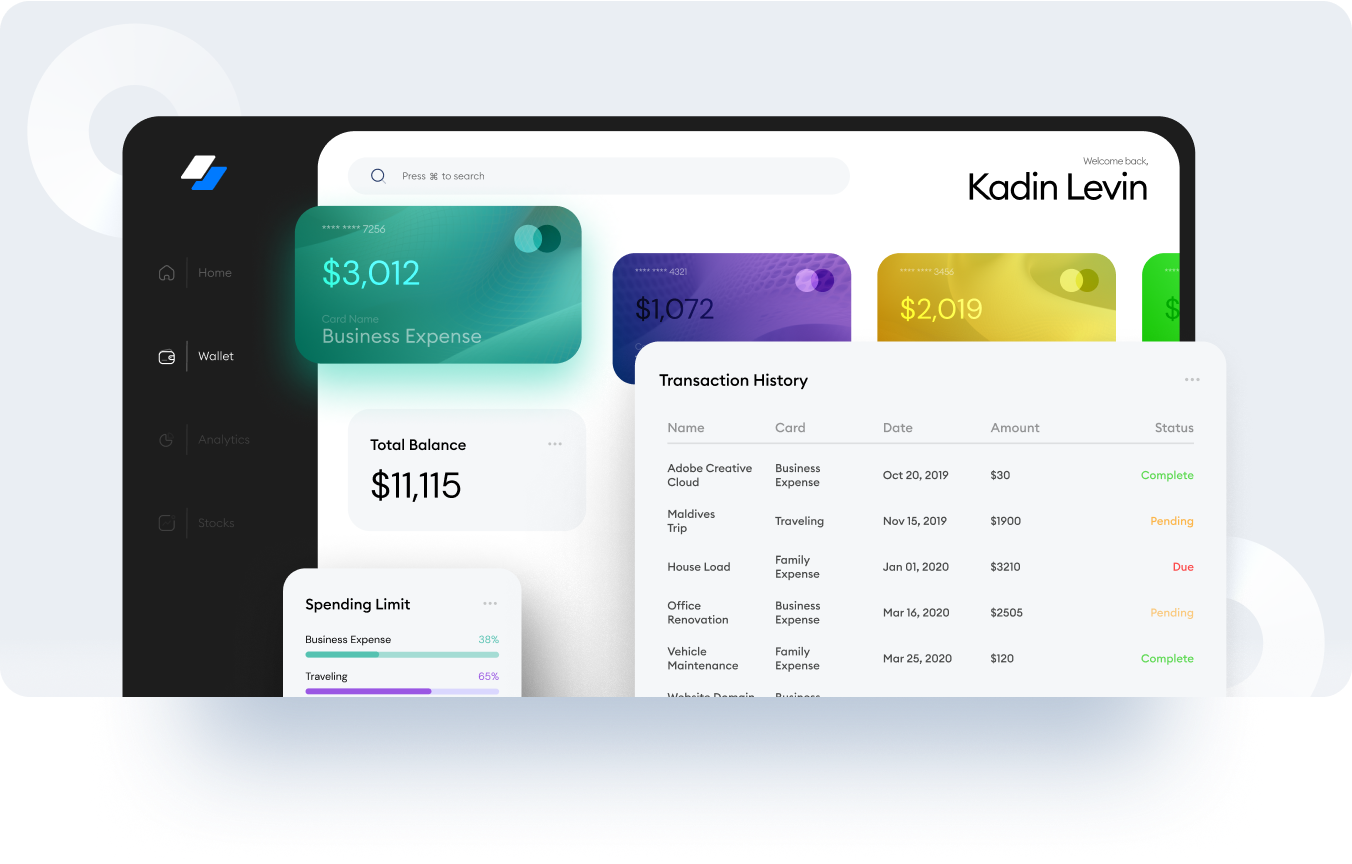 Welcome back,
Press ⌘ to search
Kadin Levin
Home
Wallet
Analytics
Stocks
**** **** 7256
$3,012
Card Name
Business Expense
**** **** 4321
$1,072
**** **** 3456
$2,019
****
$
Total Balance
$11,115
Spending Limit
Business Expense 38%
Traveling 65%
Transaction History
Name Card Date Amount Status
Adobe Creative
Cloud
Business
Expense
Oct 20, 2019 $30 Complete
Maldives
Trip
Traveling Nov 15, 2019 $1900 Pending
House Load
Family
Expense
Jan 01, 2020 $3210 Due
Office
Renovation
Business
Expense
Mar 16, 2020 $2505 Pending
Vehicle
Maintenance
Family
Expense
Mar 25, 2020 $120 Complete
Website Domain Business